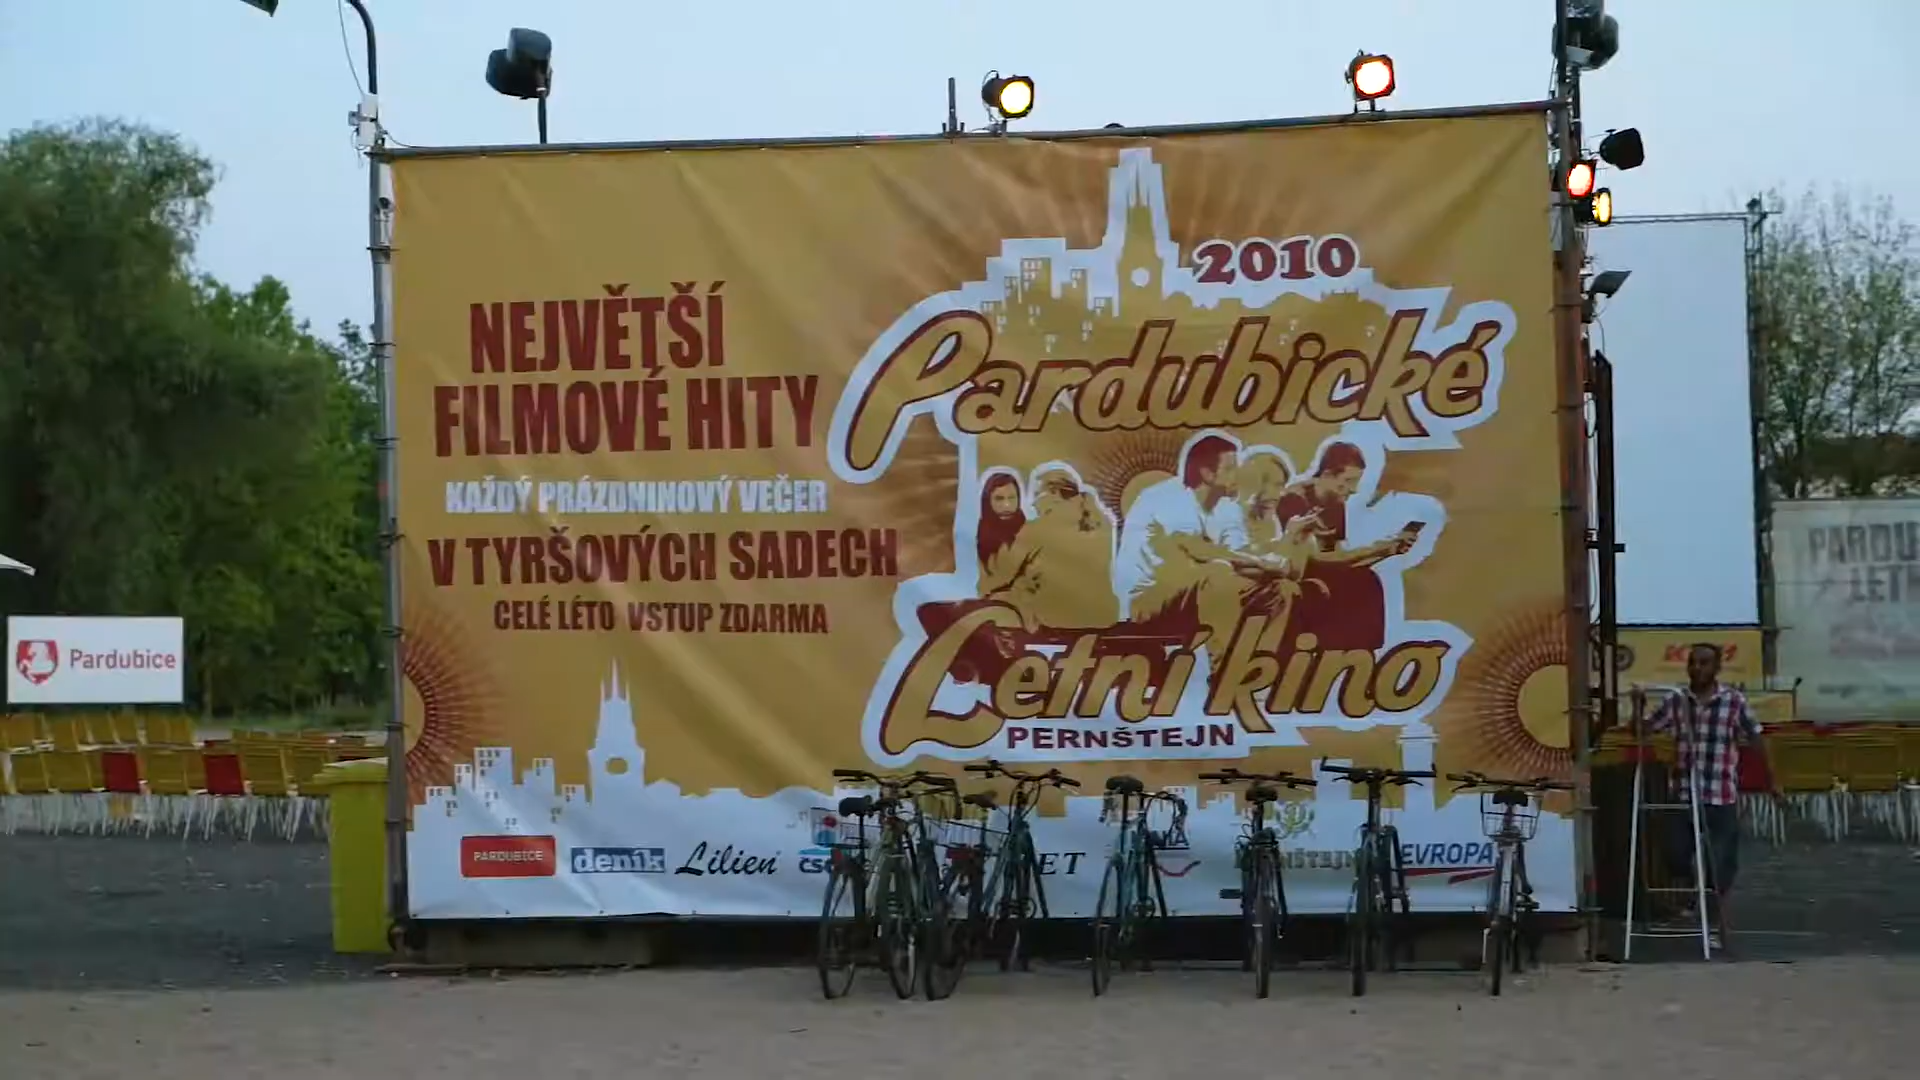 2010
Pardubické
NEJVĚTŠÍ
FILMOVÉ HITY
KAŽDÝ PRÁZDNINOVÝ VEČER
V TYRŠOVÝCH SADECH
CELÉ LÉTO VSTUP ZDARMA
Letní kino
PERNŠTEJN
Pardubice
PARDUBICE
deník
Lilien
EVROPA